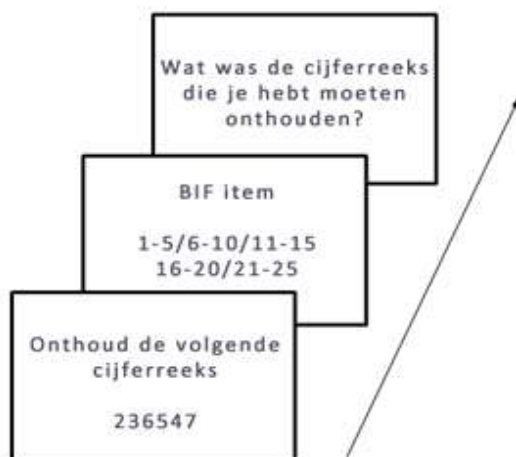 Wat was de cijferreeks
die je hebt moeten
onthouden?
BIF item
1-5/6-10/11-15
16-20/21-25
Onthoud de volgende
cijferreeks
236547